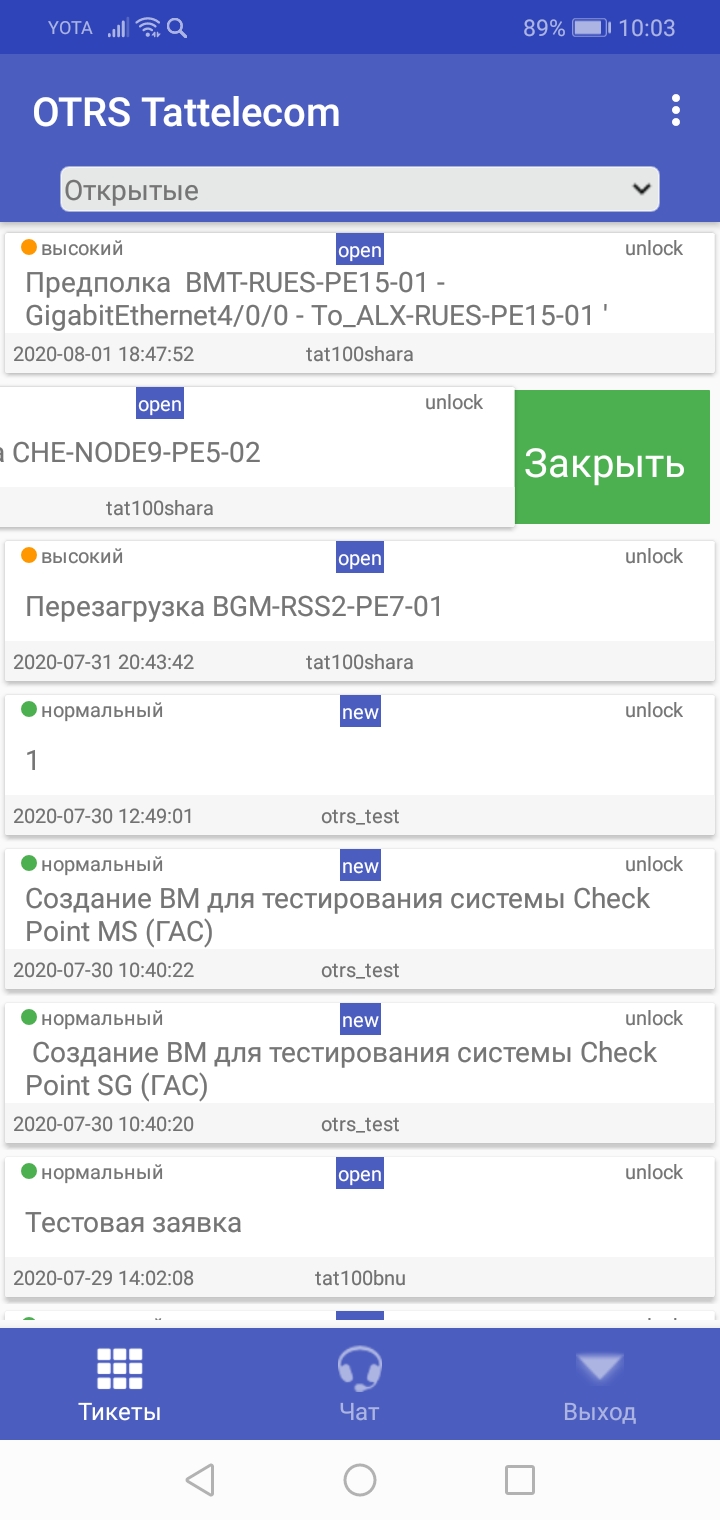 YOTA 89% 10:03
OTRS Tattelecom
Открытые
высокий open unlock
Предполка BMT-RUES-PE15-01 -
GigabitEthernet4/0/0 - To_ALX-RUES-PE15-01 '
2020-08-01 18:47:52 tat100shara
open unlock
CHE-NODE9-PE5-02
Закрыть
tat100shara
высокий open unlock
Перезагрузка BGM-RSS2-PE7-01
2020-07-31 20:43:42 tat100shara
нормальный new unlock
1
2020-07-30 12:49:01 otrs_test
нормальный new unlock
Создание ВМ для тестирования системы Check
Point MS (ГАС)
2020-07-30 10:40:22 otrs_test
нормальный new unlock
Создание ВМ для тестирования системы Check
Point SG (ГАС)
2020-07-30 10:40:20 otrs_test
нормальный open unlock
Тестовая заявка
2020-07-29 14:02:08 tat100bnu
Тикеты Чат Выход